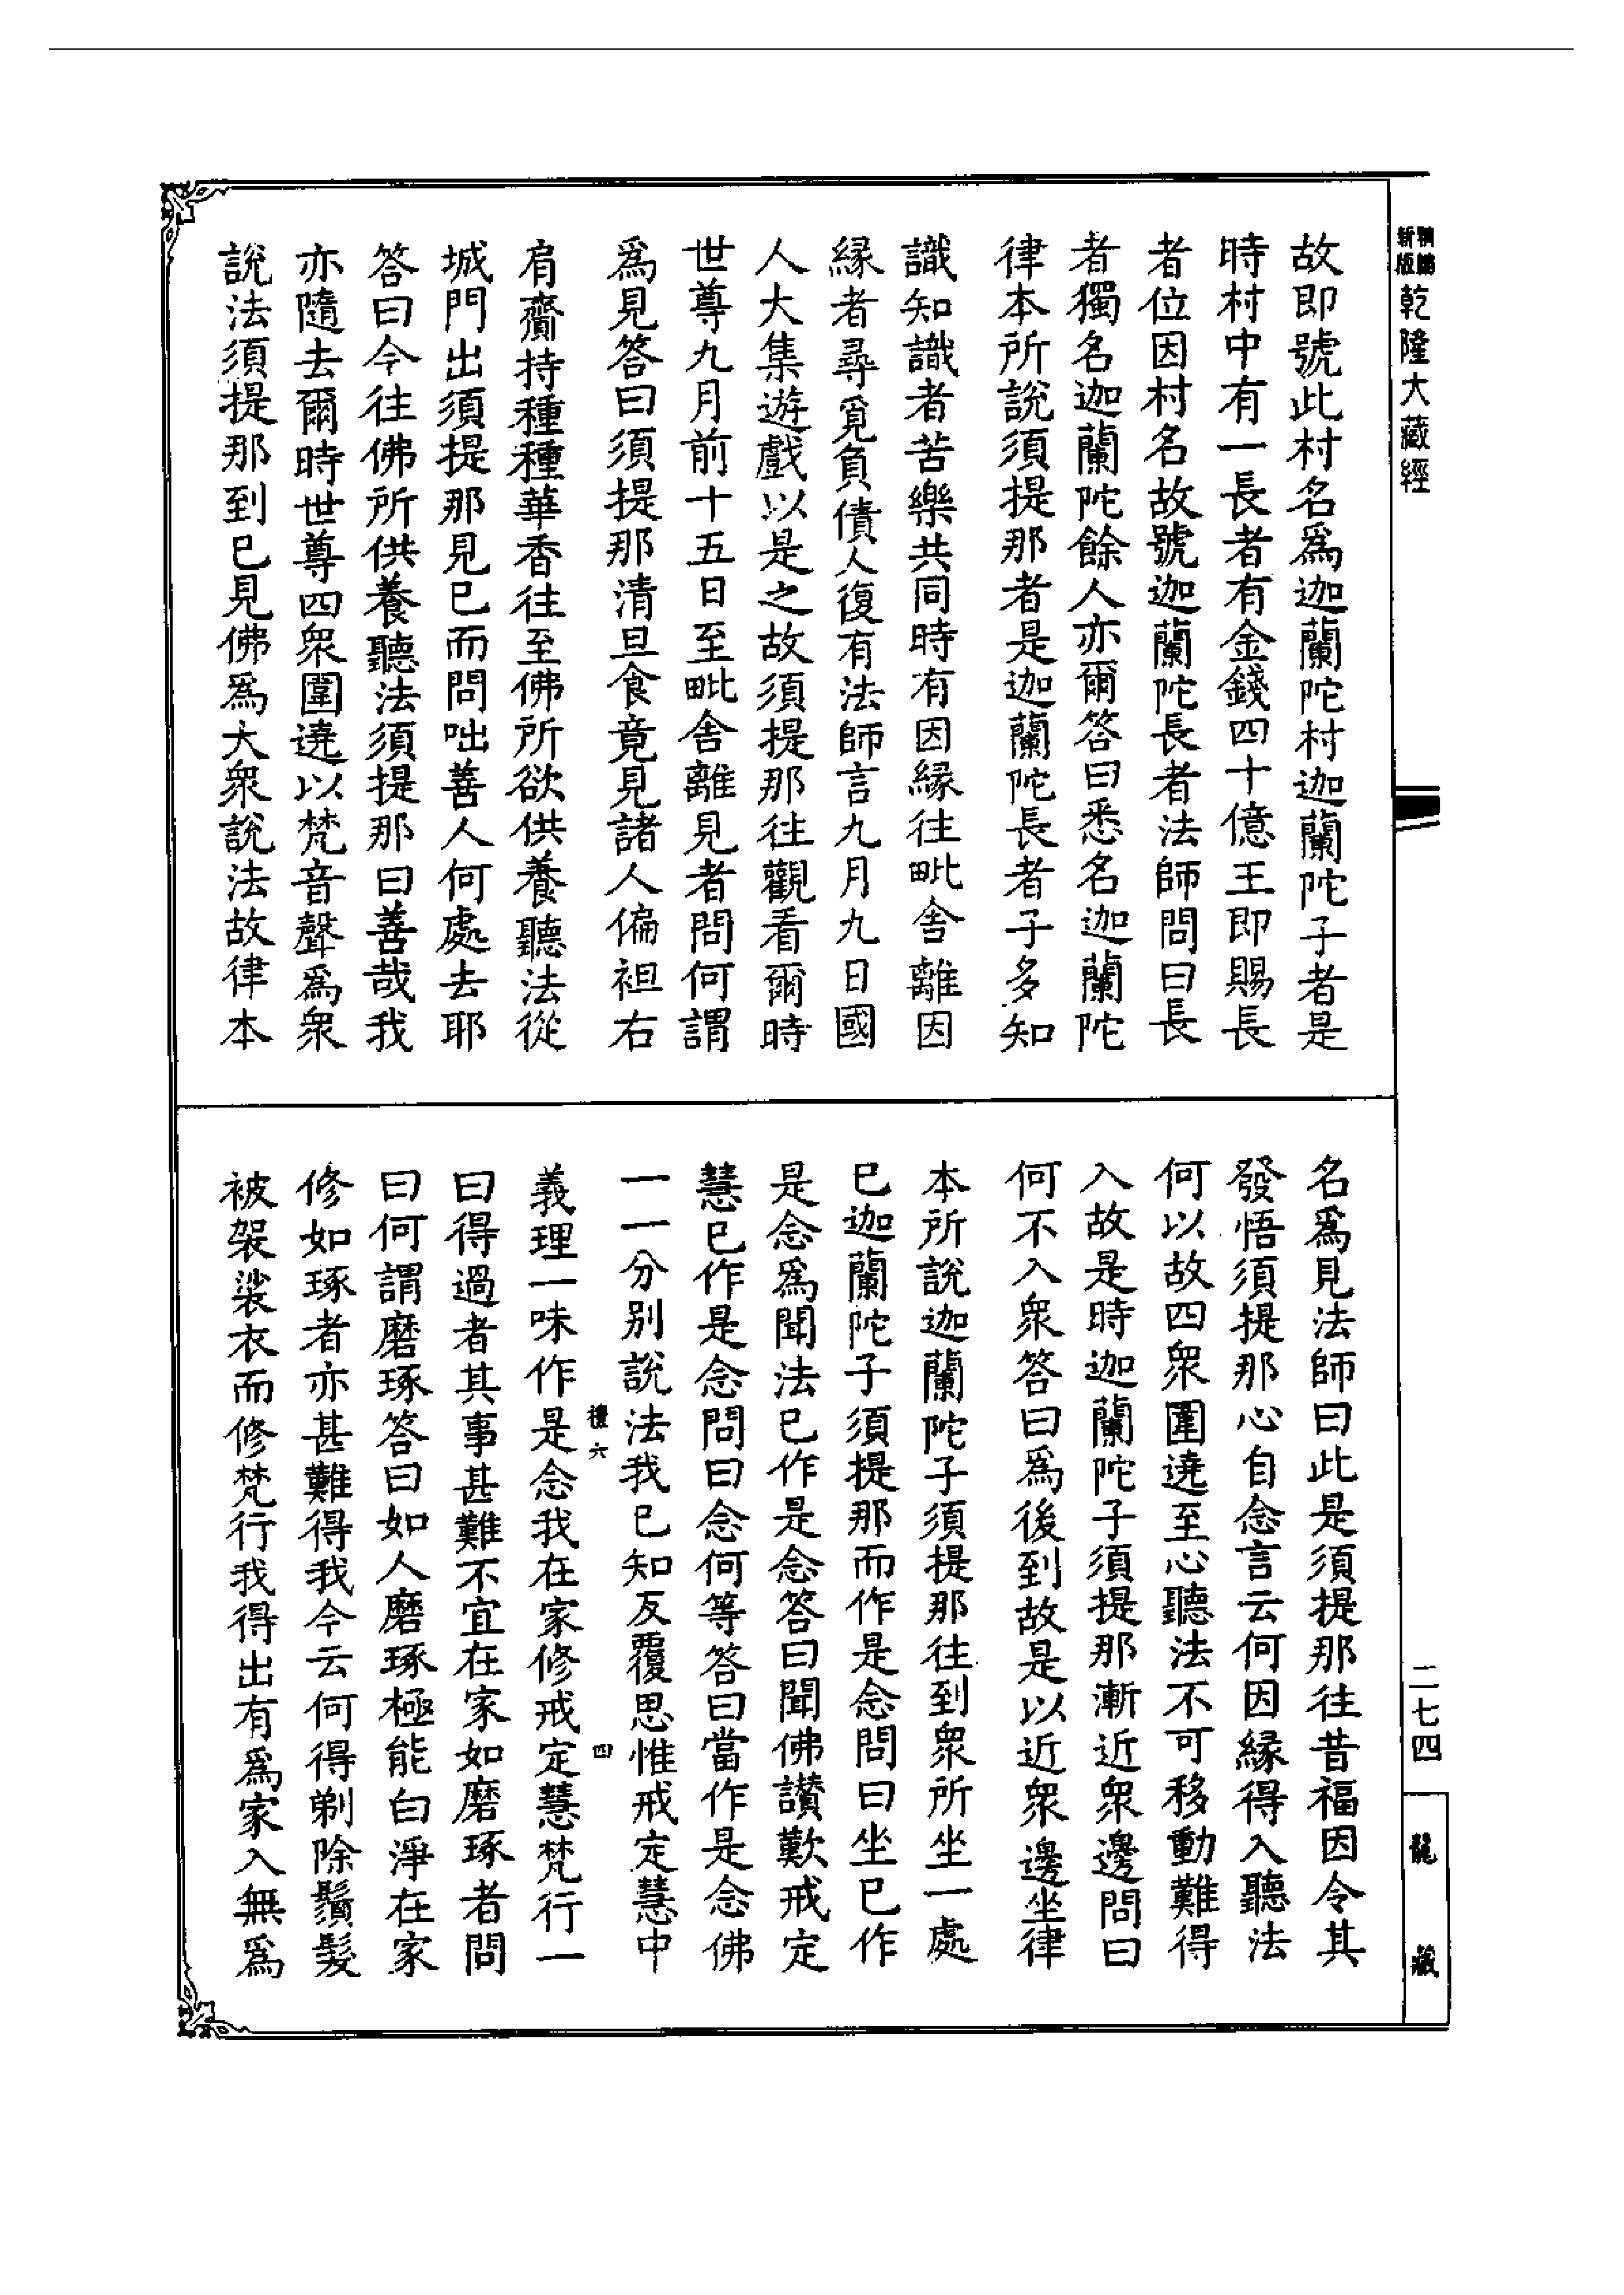 新版
乾隆大藏經
故即號此村名爲迦蘭陀村迦蘭陀子者是
時村中有一長者有金錢四十億王即賜長
者位因村名故號迦蘭陀長者法師問曰長
者獨名迦蘭陀餘人亦爾答曰悉名迦蘭陀
律本所說須提那者是迦蘭陀長者子多知
識知識者苦樂共同時有因緣往毗舍離因
緣者尋覓負債人復有法師言九月九日國
人大集遊戲以是之故須提那往觀看爾時
世尊九月前十五日至毗舍離見者問何謂
爲見答曰須提那清旦食竟見諸人偏袒右
肩齎持種種華香往至佛所欲供養聽法從
城門出須提那見已而問咄善人何處去耶
答曰今往佛所供養聽法須提那曰善哉我
亦隨去爾時世尊四衆圍遶以梵音聲爲衆
說法須提那到已見佛爲大衆說法故律本
名爲見法師曰此是須提那往昔福因令其
發悟須提那心自念言云何因緣得入聽法
何以故四衆圍遶至心聽法不可移動難得
入故是時迦蘭陀子須提那漸近衆邊問曰
何不入衆答曰爲後到故是以近衆邊坐律
本所說迦蘭陀子須提那往到衆所坐一處
已迦蘭陀子須提那而作是念問曰坐已作
是念爲聞法已作是念答曰聞佛讚歎戒定
慧已作是念問曰念何等答曰當作是念佛
一一分別說法我已知反覆思惟戒定慧中
禮六 四
義理一味作是念我在家修戒定慧梵行一
曰得過者其事甚難不宜在家如磨琢者問
曰何謂磨琢答曰如人磨琢極能白淨在家
修如琢者亦甚難得我今云何得剃除鬚髮
被袈裟衣而修梵行我得出有爲家入無爲
二七四
龍藏